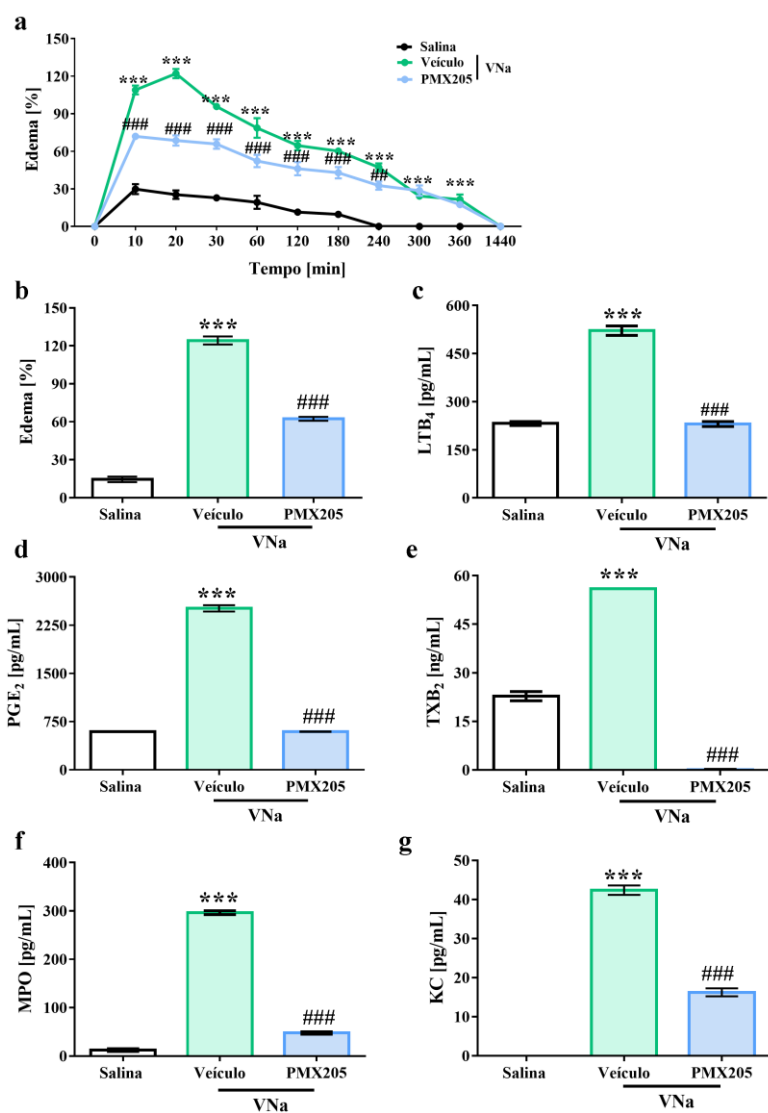 a
Salina
Veículo
PMX205
VNa
Edema [%]
150
120
90
60
30
0
***
***
***
***
***
***
***
***
***
###
###
###
###
###
###
##
0 10 20 30 60 120 180 240 300 360 1440
Tempo [min]
b
Edema [%]
150
120
90
60
30
0
***
###
Salina Veículo PMX205
VNa
c
LTB4 [pg/mL]
600
450
300
150
0
***
###
Salina Veículo PMX205
VNa
d
PGE2 [pg/mL]
3000
2250
1500
750
0
***
###
Salina Veículo PMX205
VNa
e
TXB2 [ng/mL]
60
45
30
15
0
***
###
Salina Veículo PMX205
VNa
f
MPO [pg/mL]
400
300
200
100
0
***
###
Salina Veículo PMX205
VNa
g
KC [pg/mL]
50
40
30
20
10
0
***
###
Salina Veículo PMX205
VNa